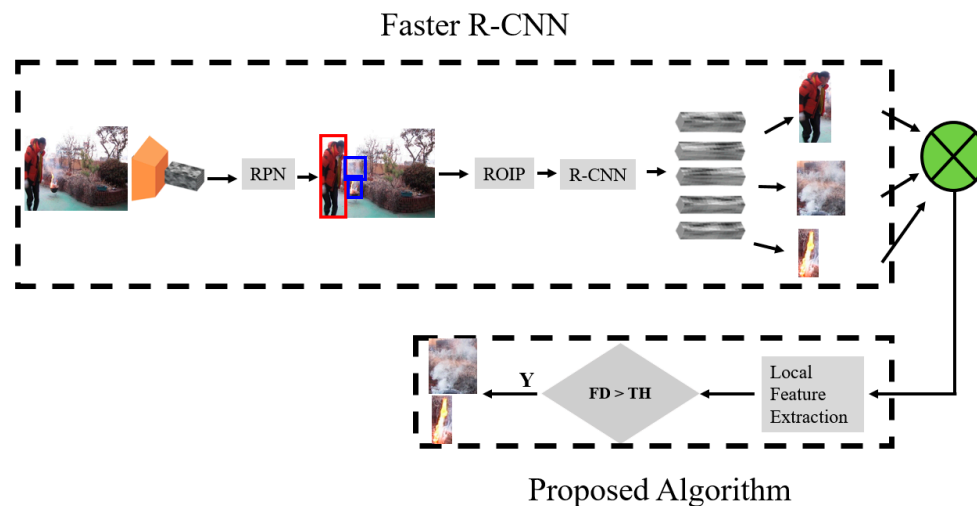 Faster R-CNN
RPN
ROIP
R-CNN
Y
FD > TH
Local
Feature
Extraction
Proposed Algorithm